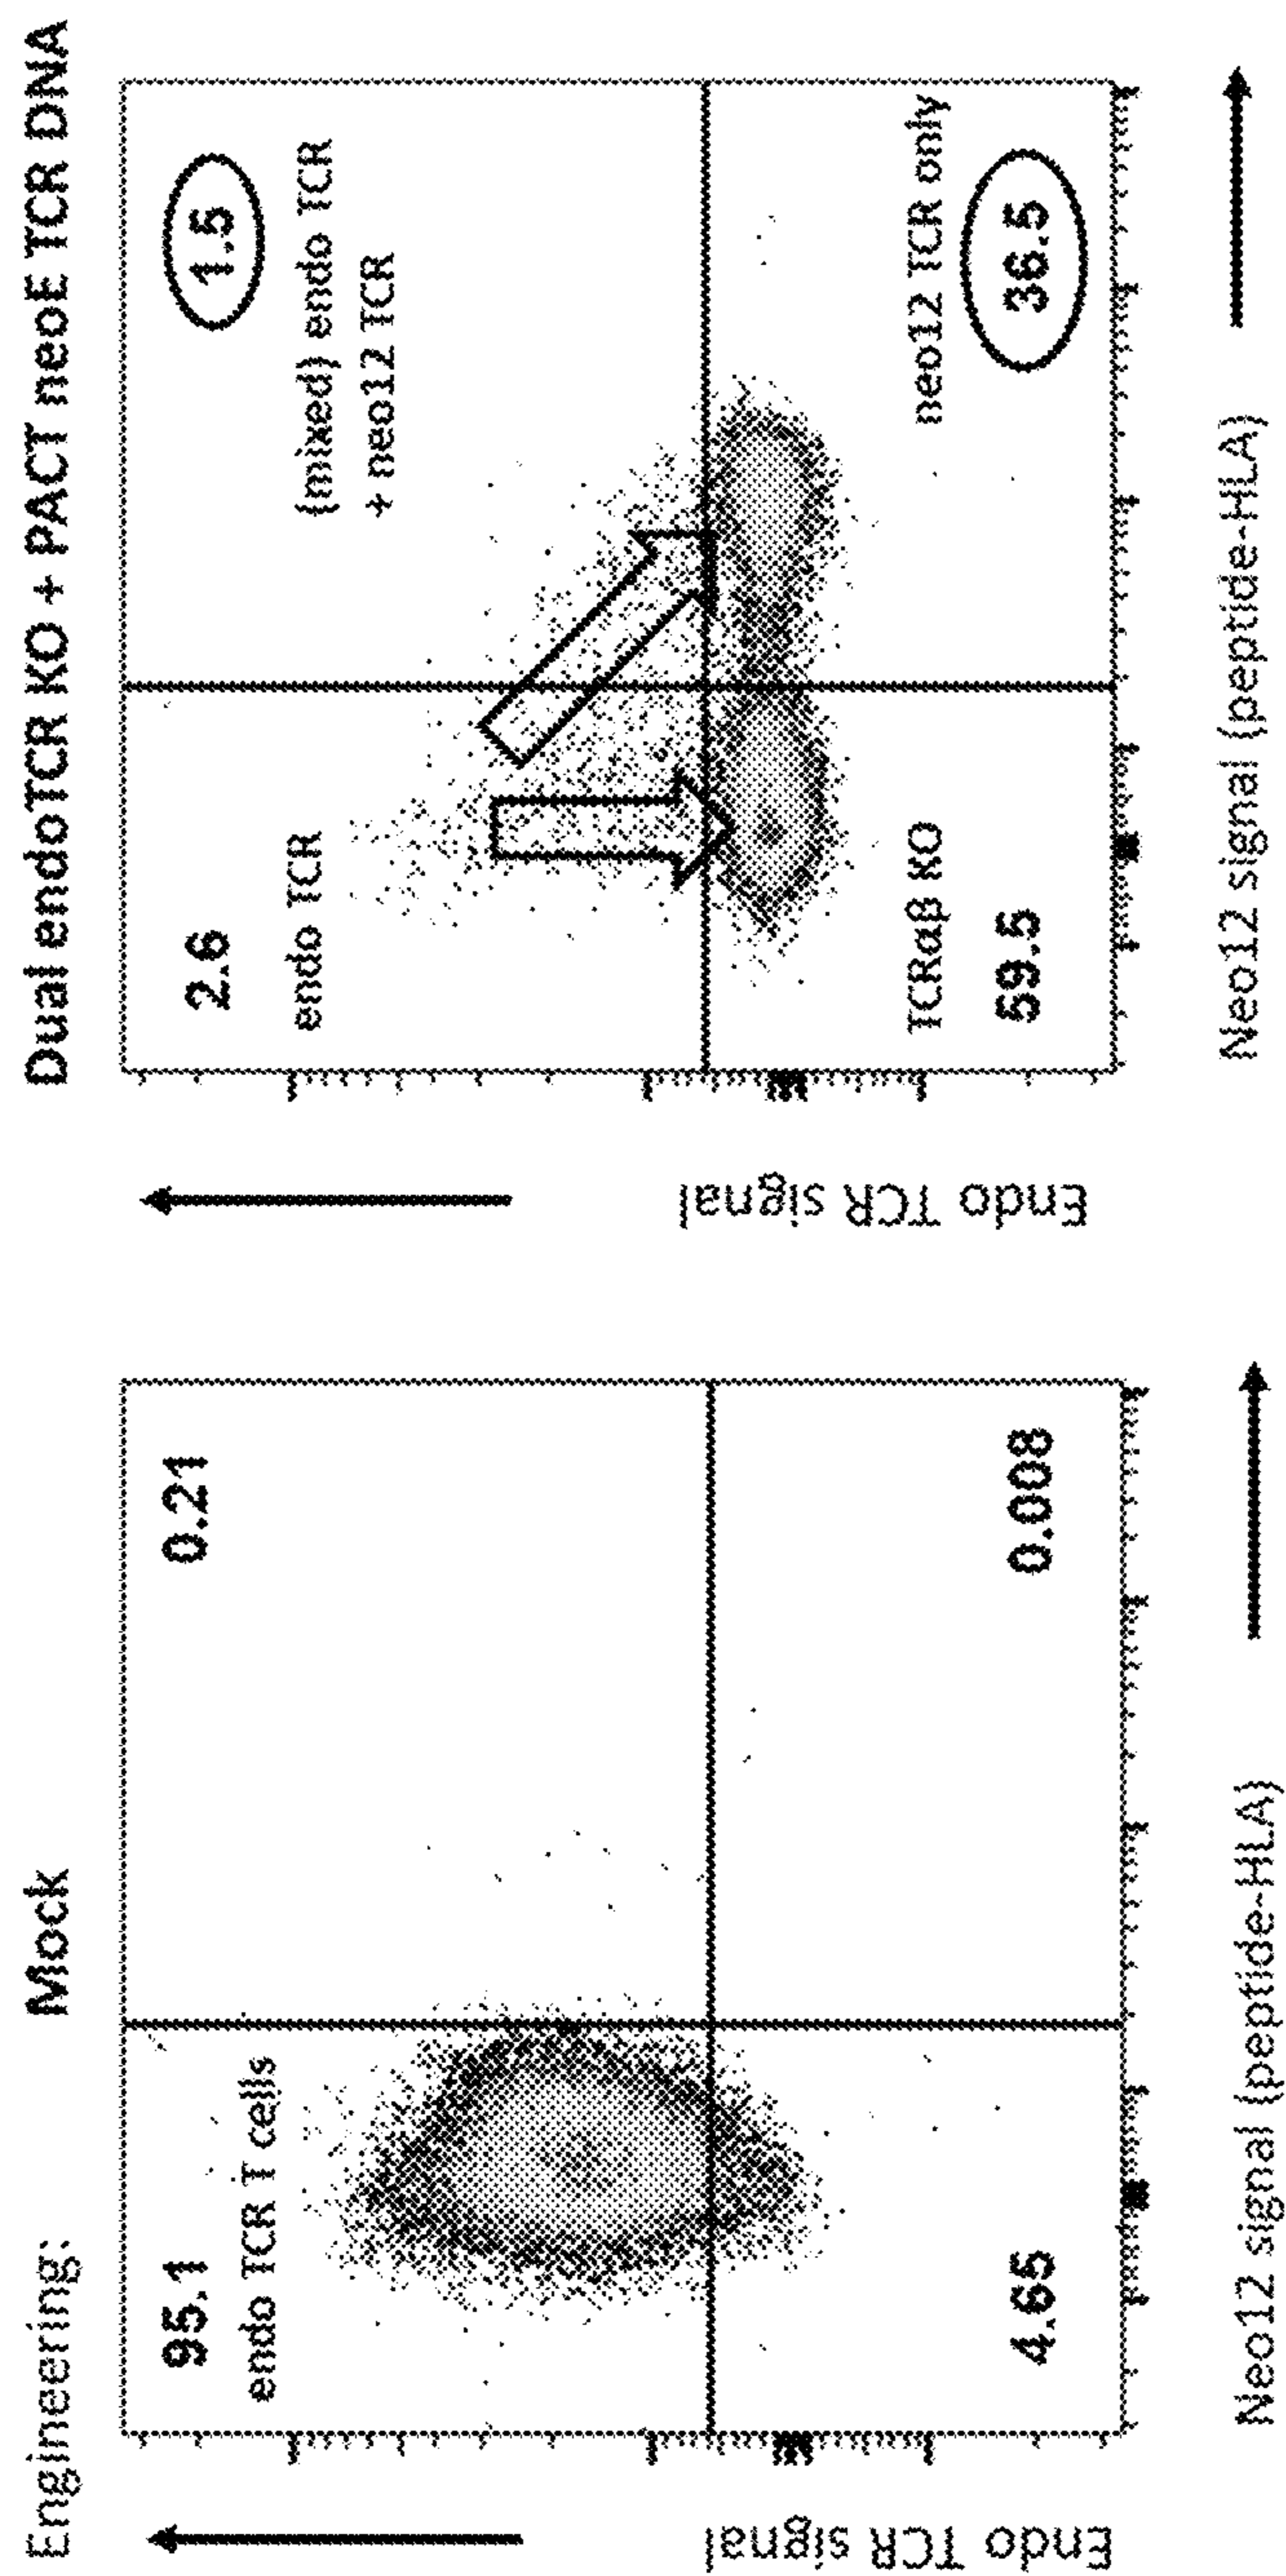 Engineering:
Mock
95.1
endo TCR T cells
0.21
4.65
0.008
Endo TCR signal
Neo12 signal (peptide-HLA)
Dual endoTCR KO + PACT neoE TCR DNA
2.6
endo TCR
1.5
(mixed) endo TCR
+ neo12 TCR
TCRαβ KO
59.5
neo12 TCR only
36.5
Endo TCR signal
Neo12 signal (peptide-HLA)